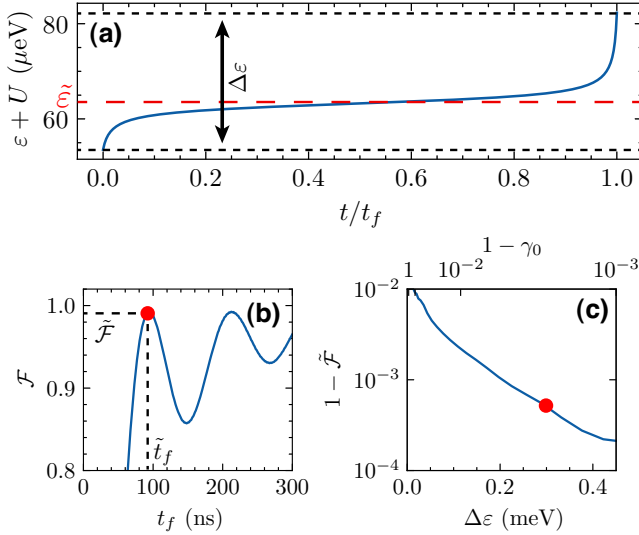 (a)
ε + U (μeV)
80
60
ε̃
Δε
0.0 0.2 0.4 0.6 0.8 1.0
t/t_f
(b)
ℱ
1.0
0.9
0.8
ℱ̃
t̃_f
0 100 200 300
t_f (ns)
1 − γ₀
1 10⁻² 10⁻³
(c)
1 − ℱ̃
10⁻²
10⁻³
10⁻⁴
0.0 0.2 0.4
Δε (meV)